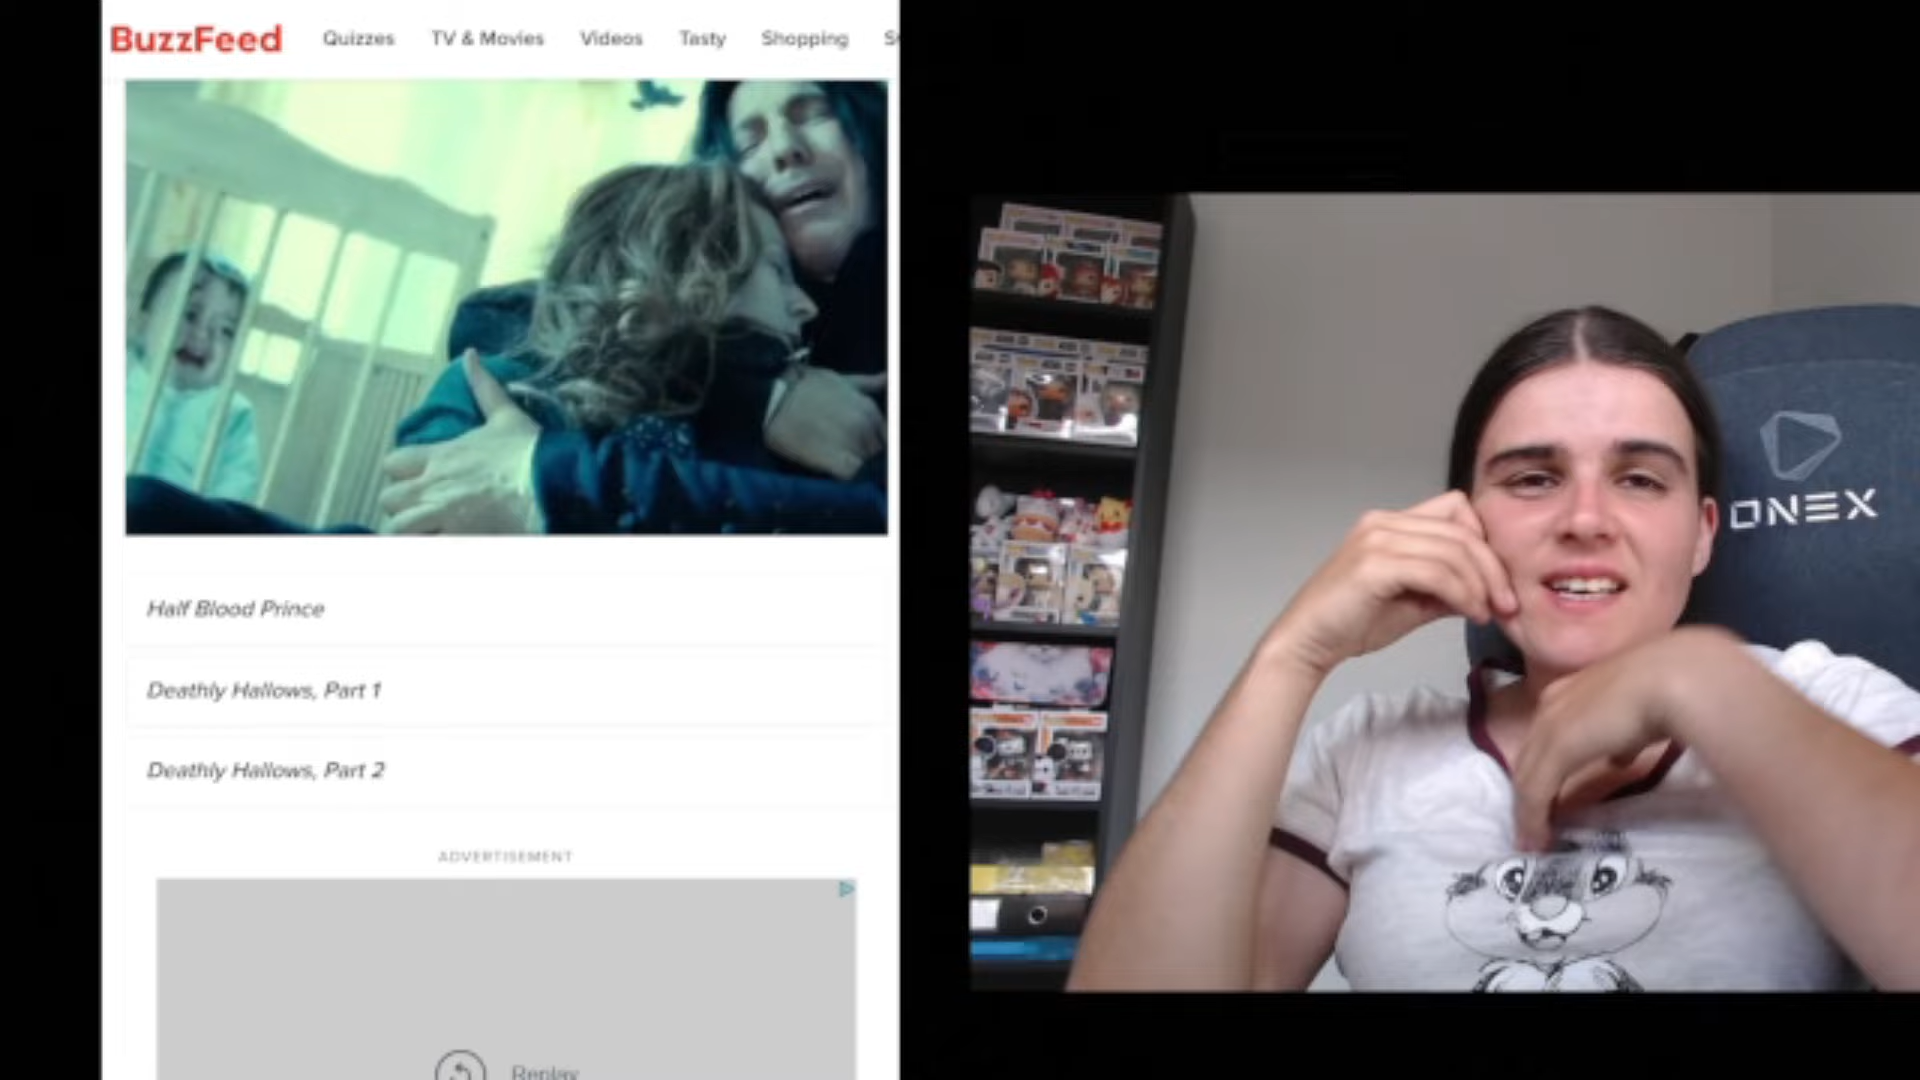 BuzzFeed Quizzes TV & Movies Videos Tasty Shopping
Half Blood Prince
Deathly Hallows, Part 1
Deathly Hallows, Part 2
ADVERTISEMENT
Replay
ONEX